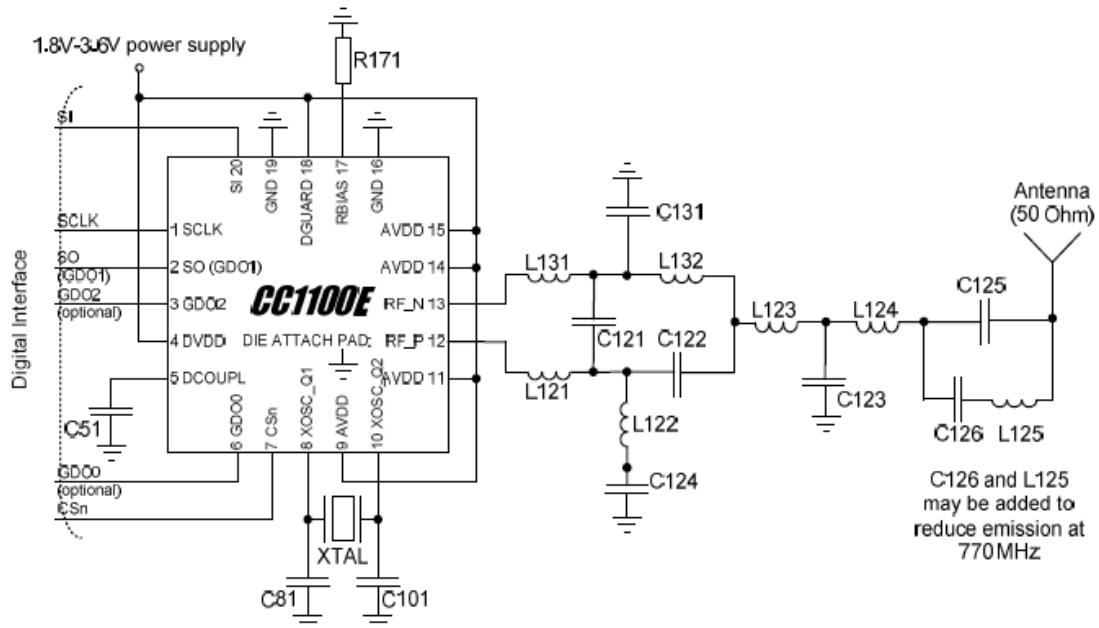 1.8V-3.6V power supply
R171
SI
SI 20
GND 19
DGUARD 18
RBIAS 17
GND 16
C131
Antenna
(50 Ohm)
SCLK
1 SCLK
AVDD 15
SO
(GDO1)
2 SO (GDO1)
AVDD 14
L131
L132
GDO2
(optional)
3 GDO2
CC1100E
RF_N 13
L123
L124
C125
Digital Interface
4 DVDD
DIE ATTACH PAD:
RF_P 12
C121
C122
5 DCOUPL
AVDD 11
L121
C123
C126
L125
C51
6 GDO0
7 CSn
8 XOSC_Q1
9 AVDD
10 XOSC_Q2
L122
GDO0
(optional)
C124
CSn
C126 and L125
may be added to
reduce emission at
770MHz
XTAL
C81
C101